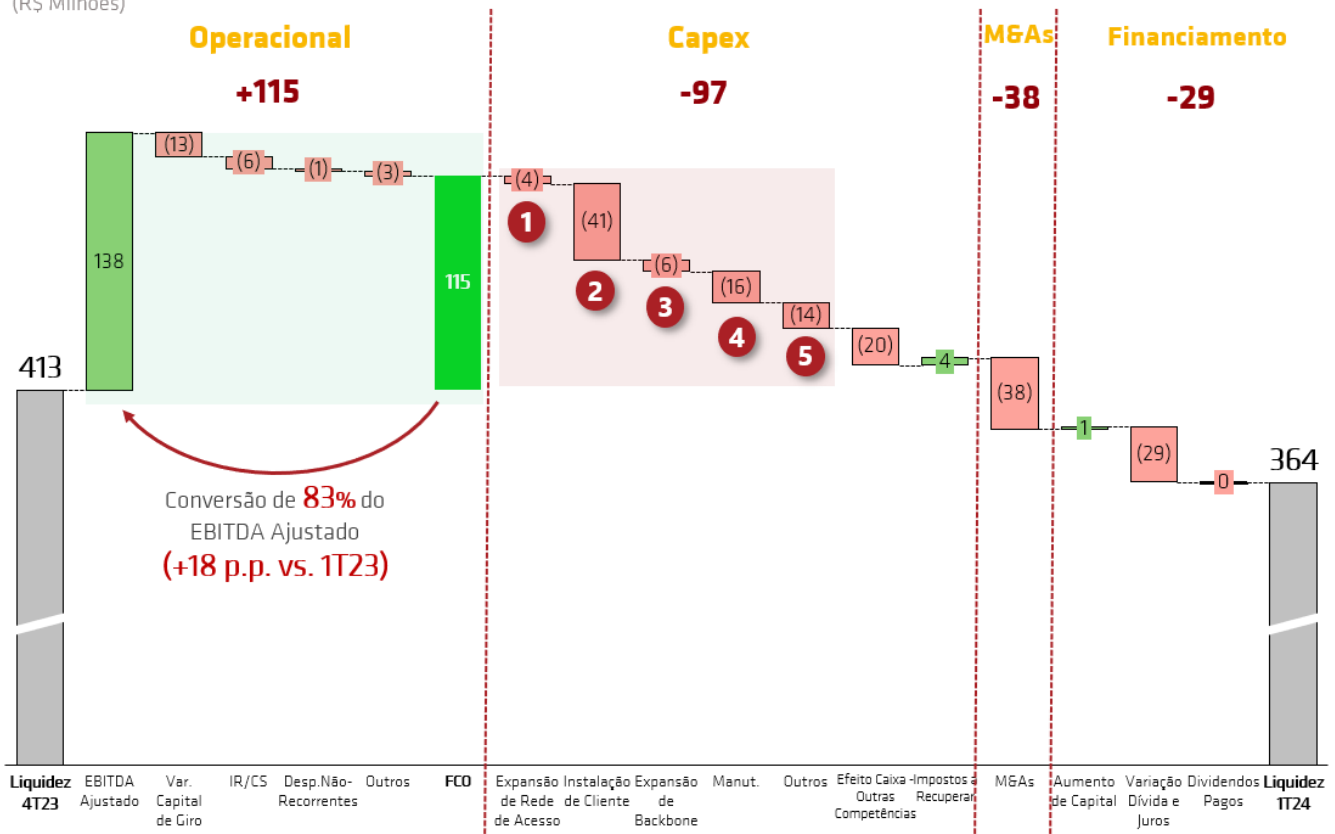 (R$ Milhões)
Operacional
Capex
M&As
Financiamento
+115
-97
-38
-29
(13)
(6)
(1)
(3)
(4)
(41)
(6)
(16)
(14)
(20)
4
(38)
1
(29)
0
138
115
1
2
3
4
5
413
364
Conversão de 83% do
EBITDA Ajustado
(+18 p.p. vs. 1T23)
Liquidez
4T23
EBITDA
Ajustado
Var.
Capital
de Giro
IR/CS
Desp.Não-
Recorrentes
Outros
FCO
Expansão
de Rede
de Acesso
Instalação
de Cliente
Expansão
de
Backbone
Manut.
Outros
Efeito Caixa -
Outras
Competências
Impostos a
Recuperar
M&As
Aumento
de Capital
Variação
Dívida e
Juros
Dividendos
Pagos
Liquidez
1T24